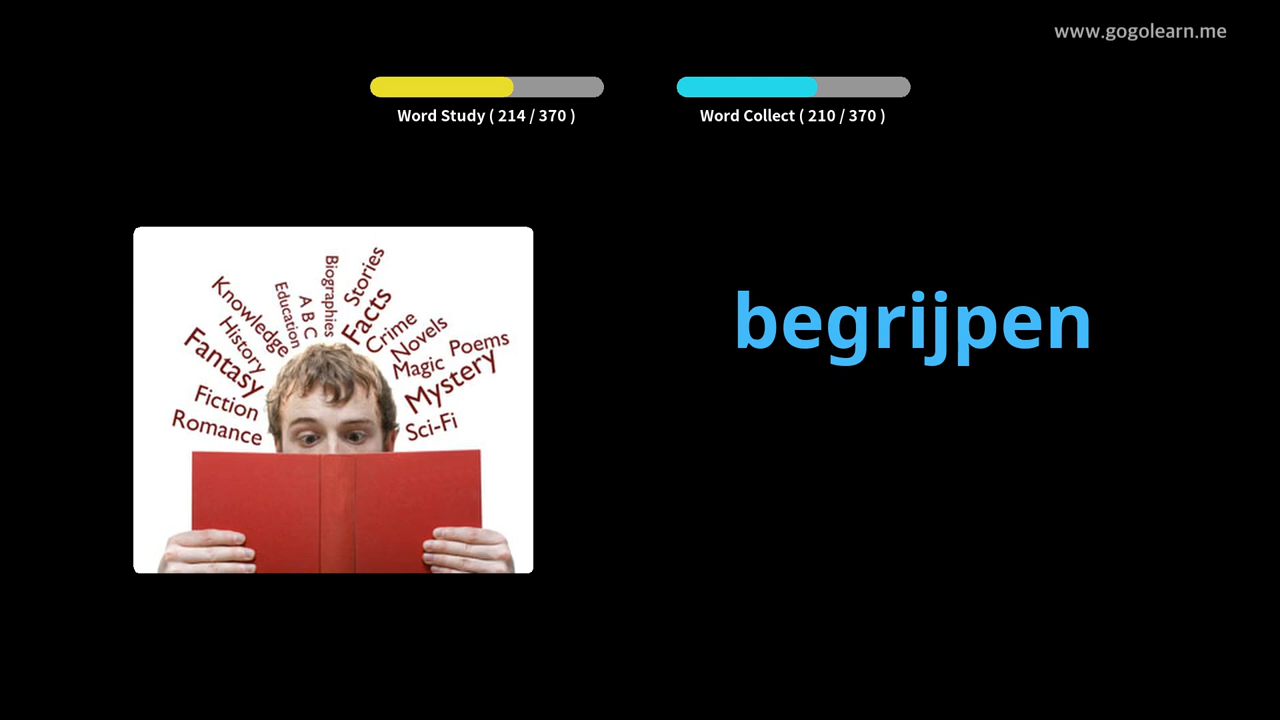 www.gogolearn.me
Word Study ( 214 / 370 )
Word Collect ( 210 / 370 )
Stories
Biographies
Facts
A B C
Education
Knowledge
Crime
Novels
History
Poems
Fantasy
Magic
Mystery
Fiction
Romance
Sci-Fi
begrijpen